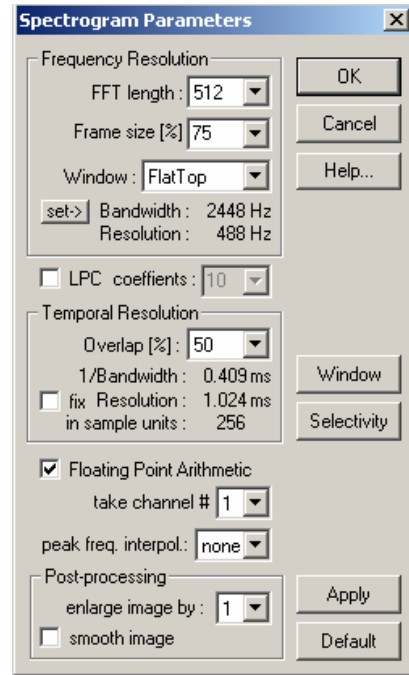 Spectrogram Parameters
Frequency Resolution
FFT length : 512
Frame size [%] 75
Window : FlatTop
set-> Bandwidth : 2448 Hz
Resolution : 488 Hz
LPC coeffients : 10
Temporal Resolution
Overlap [%] : 50
1/Bandwidth : 0.409 ms
fix Resolution : 1.024 ms
in sample units : 256
Floating Point Arithmetic
take channel # 1
peak freq. interpol.: none
Post-processing
enlarge image by : 1
smooth image
OK
Cancel
Help...
Window
Selectivity
Apply
Default